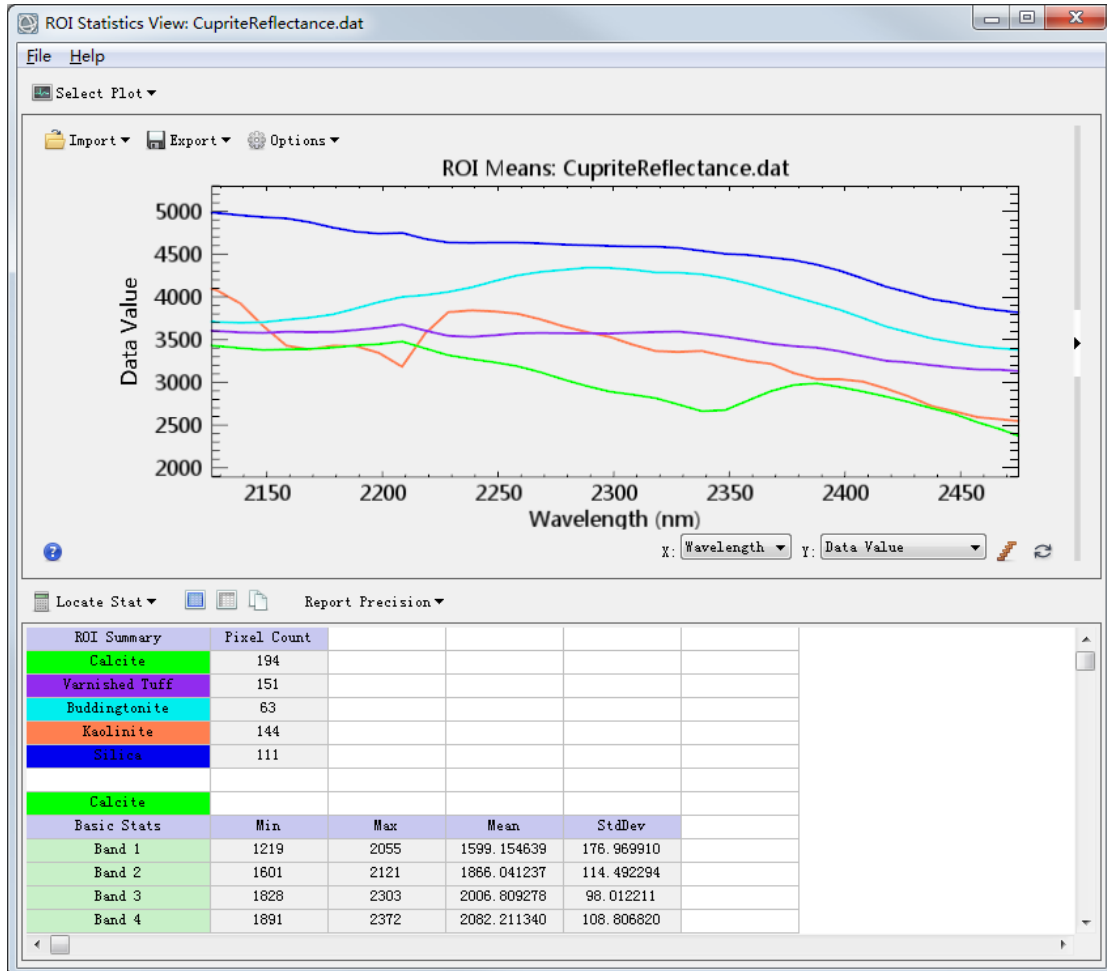 ROI Statistics View: CupriteReflectance.dat
File Help
Select Plot
Import Export Options
ROI Means: CupriteReflectance.dat
5000
4500
4000
3500
3000
2500
2000
Data Value
2150 2200 2250 2300 2350 2400 2450
Wavelength (nm)
X: Wavelength Y: Data Value
Locate Stat Report Precision
ROI Summary Pixel Count
Calcite 194
Varnished Tuff 151
Buddingtonite 63
Kaolinite 144
Silica 111
Calcite
Basic Stats Min Max Mean StdDev
Band 1 1219 2055 1599.154639 176.969910
Band 2 1601 2121 1866.041237 114.492294
Band 3 1828 2303 2006.809278 98.012211
Band 4 1891 2372 2082.211340 108.806820